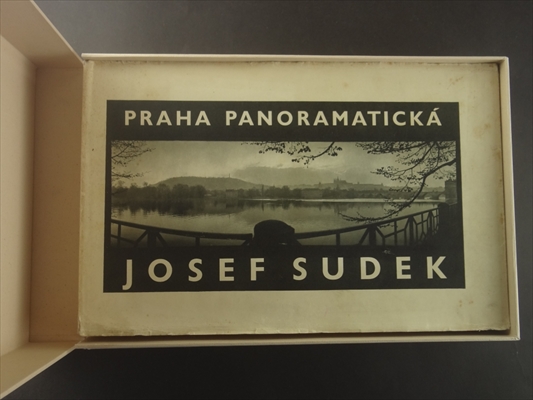 PRAHA PANORAMATICKÁ
JOSEF SUDEK